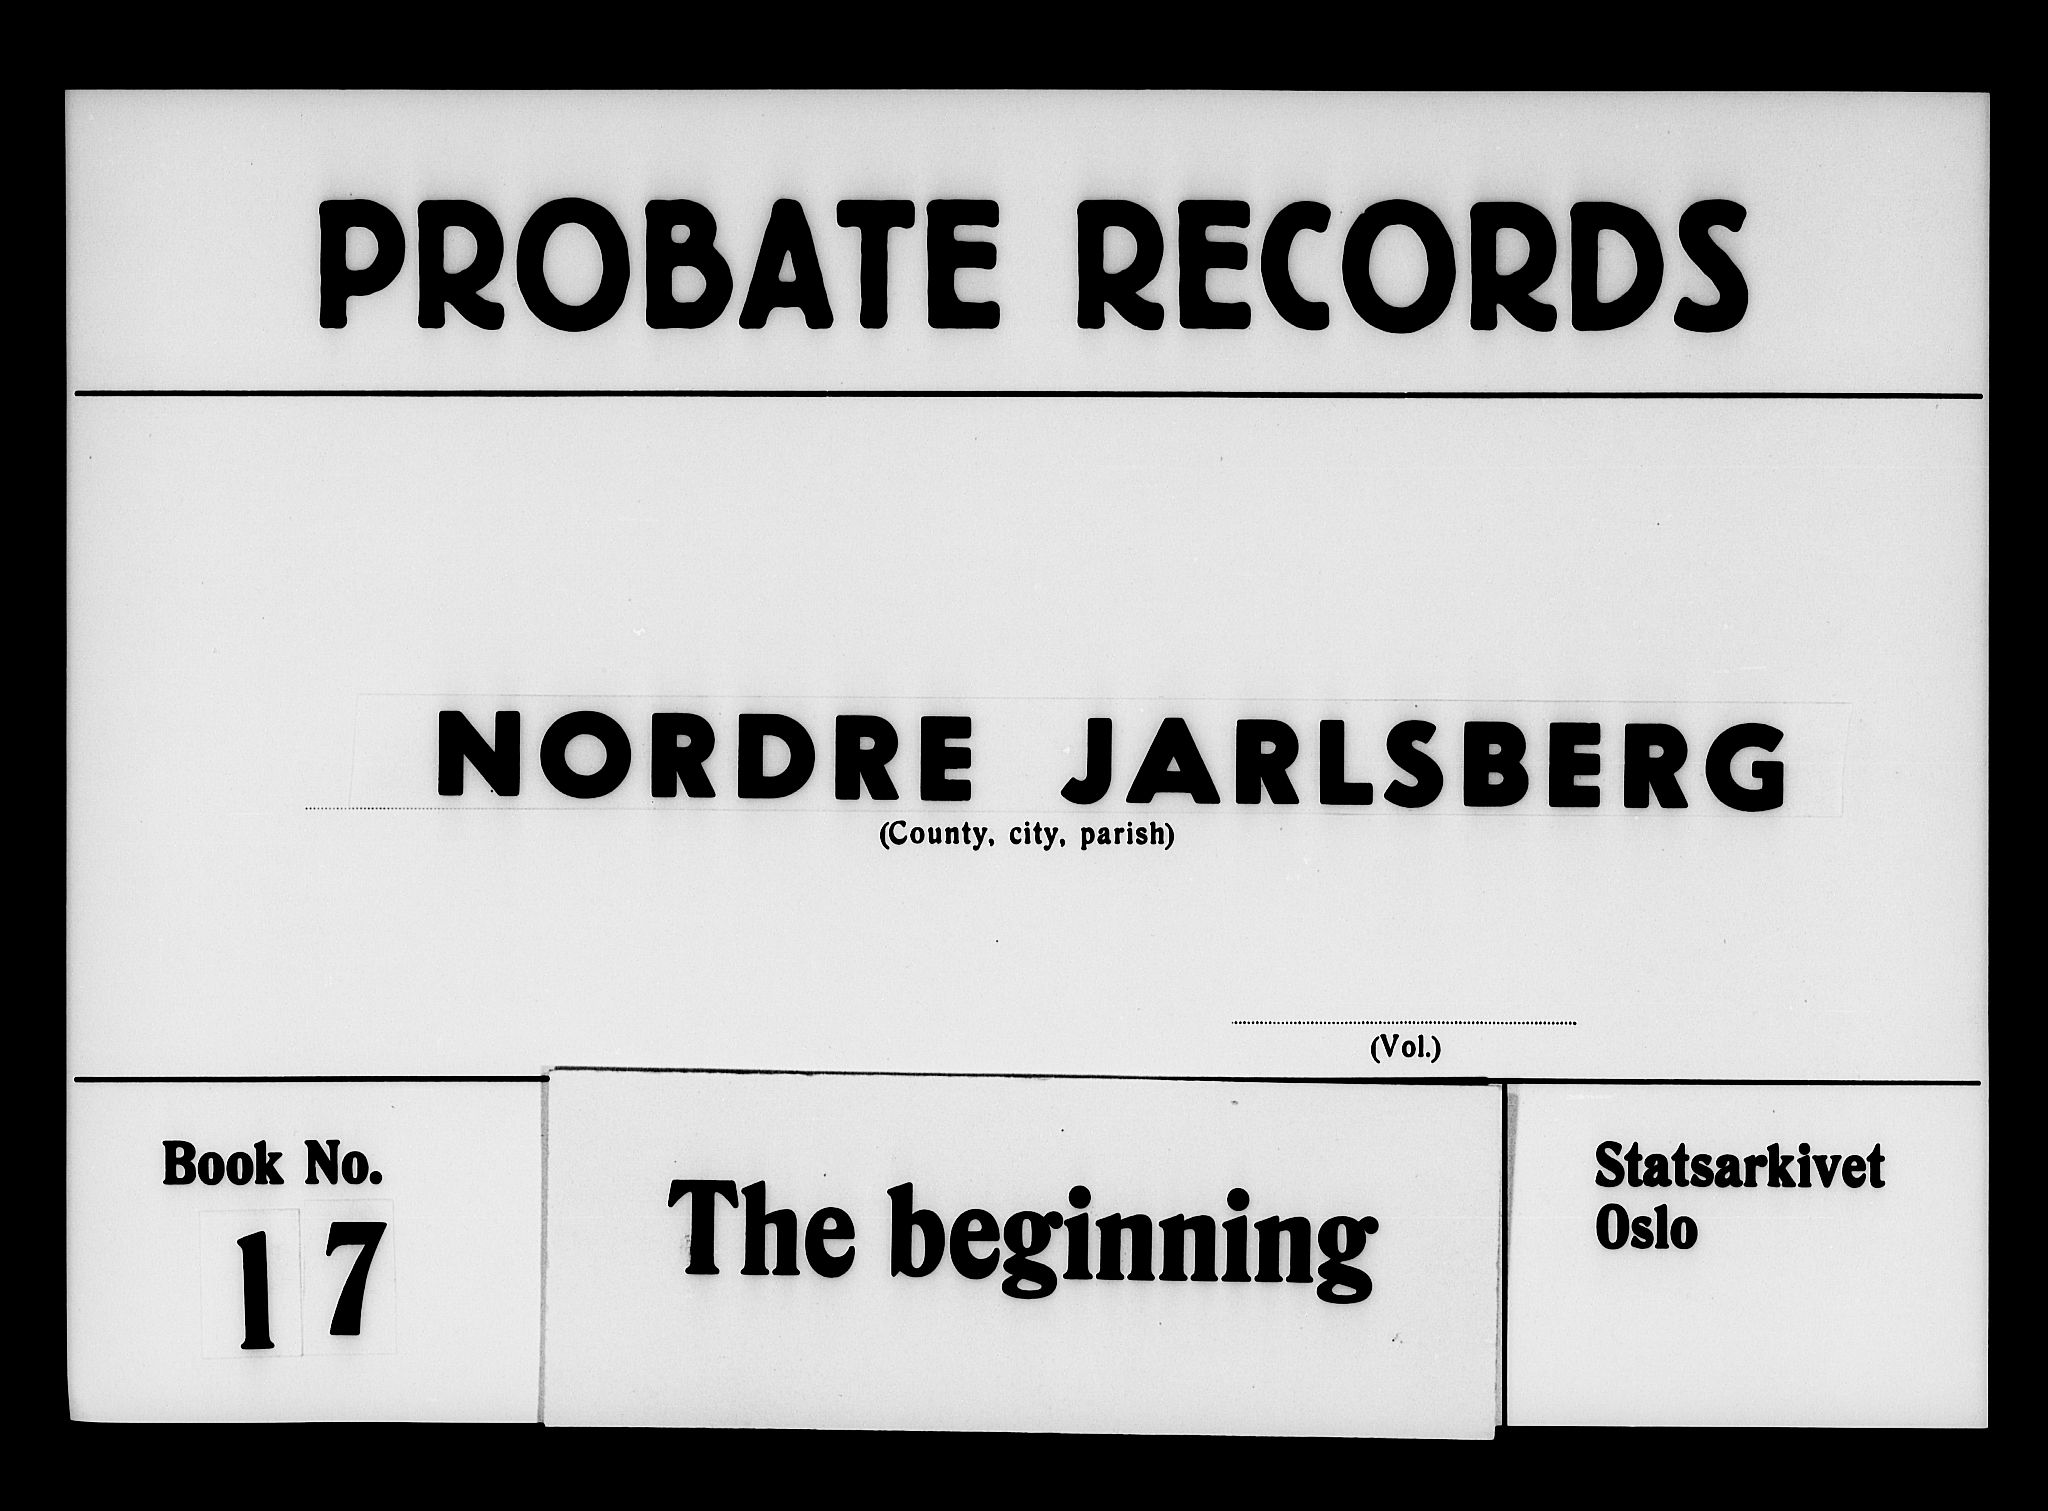 PROBATE RECORDS
NORDRE JARLSBERG
(County, city, parish)
(Vol.)
Book No.
17
The beginning
Statsarkivet
Oslo